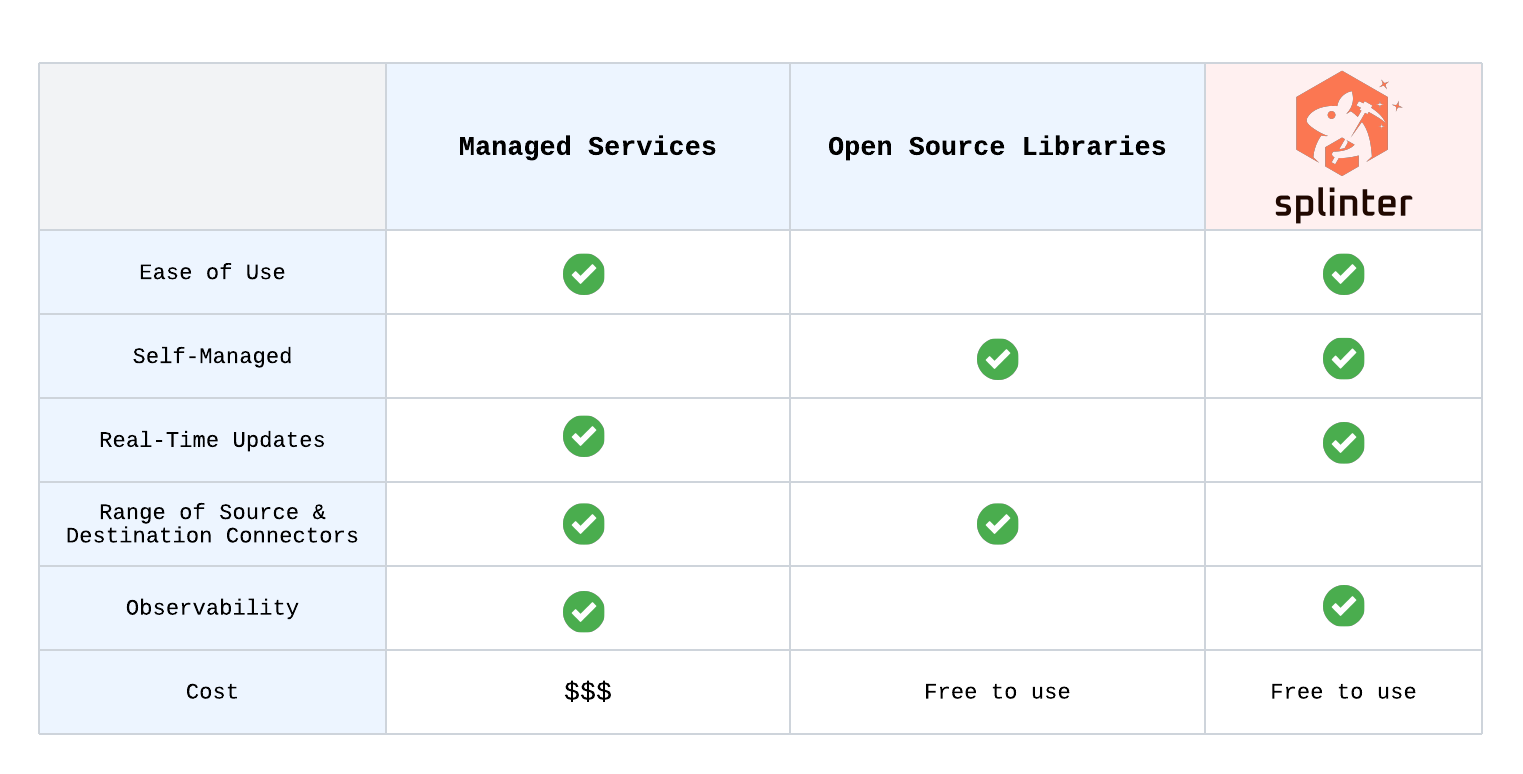 Managed Services
Open Source Libraries
splinter
Ease of Use
Self-Managed
Real-Time Updates
Range of Source &
Destination Connectors
Observability
Cost
$$$
Free to use
Free to use